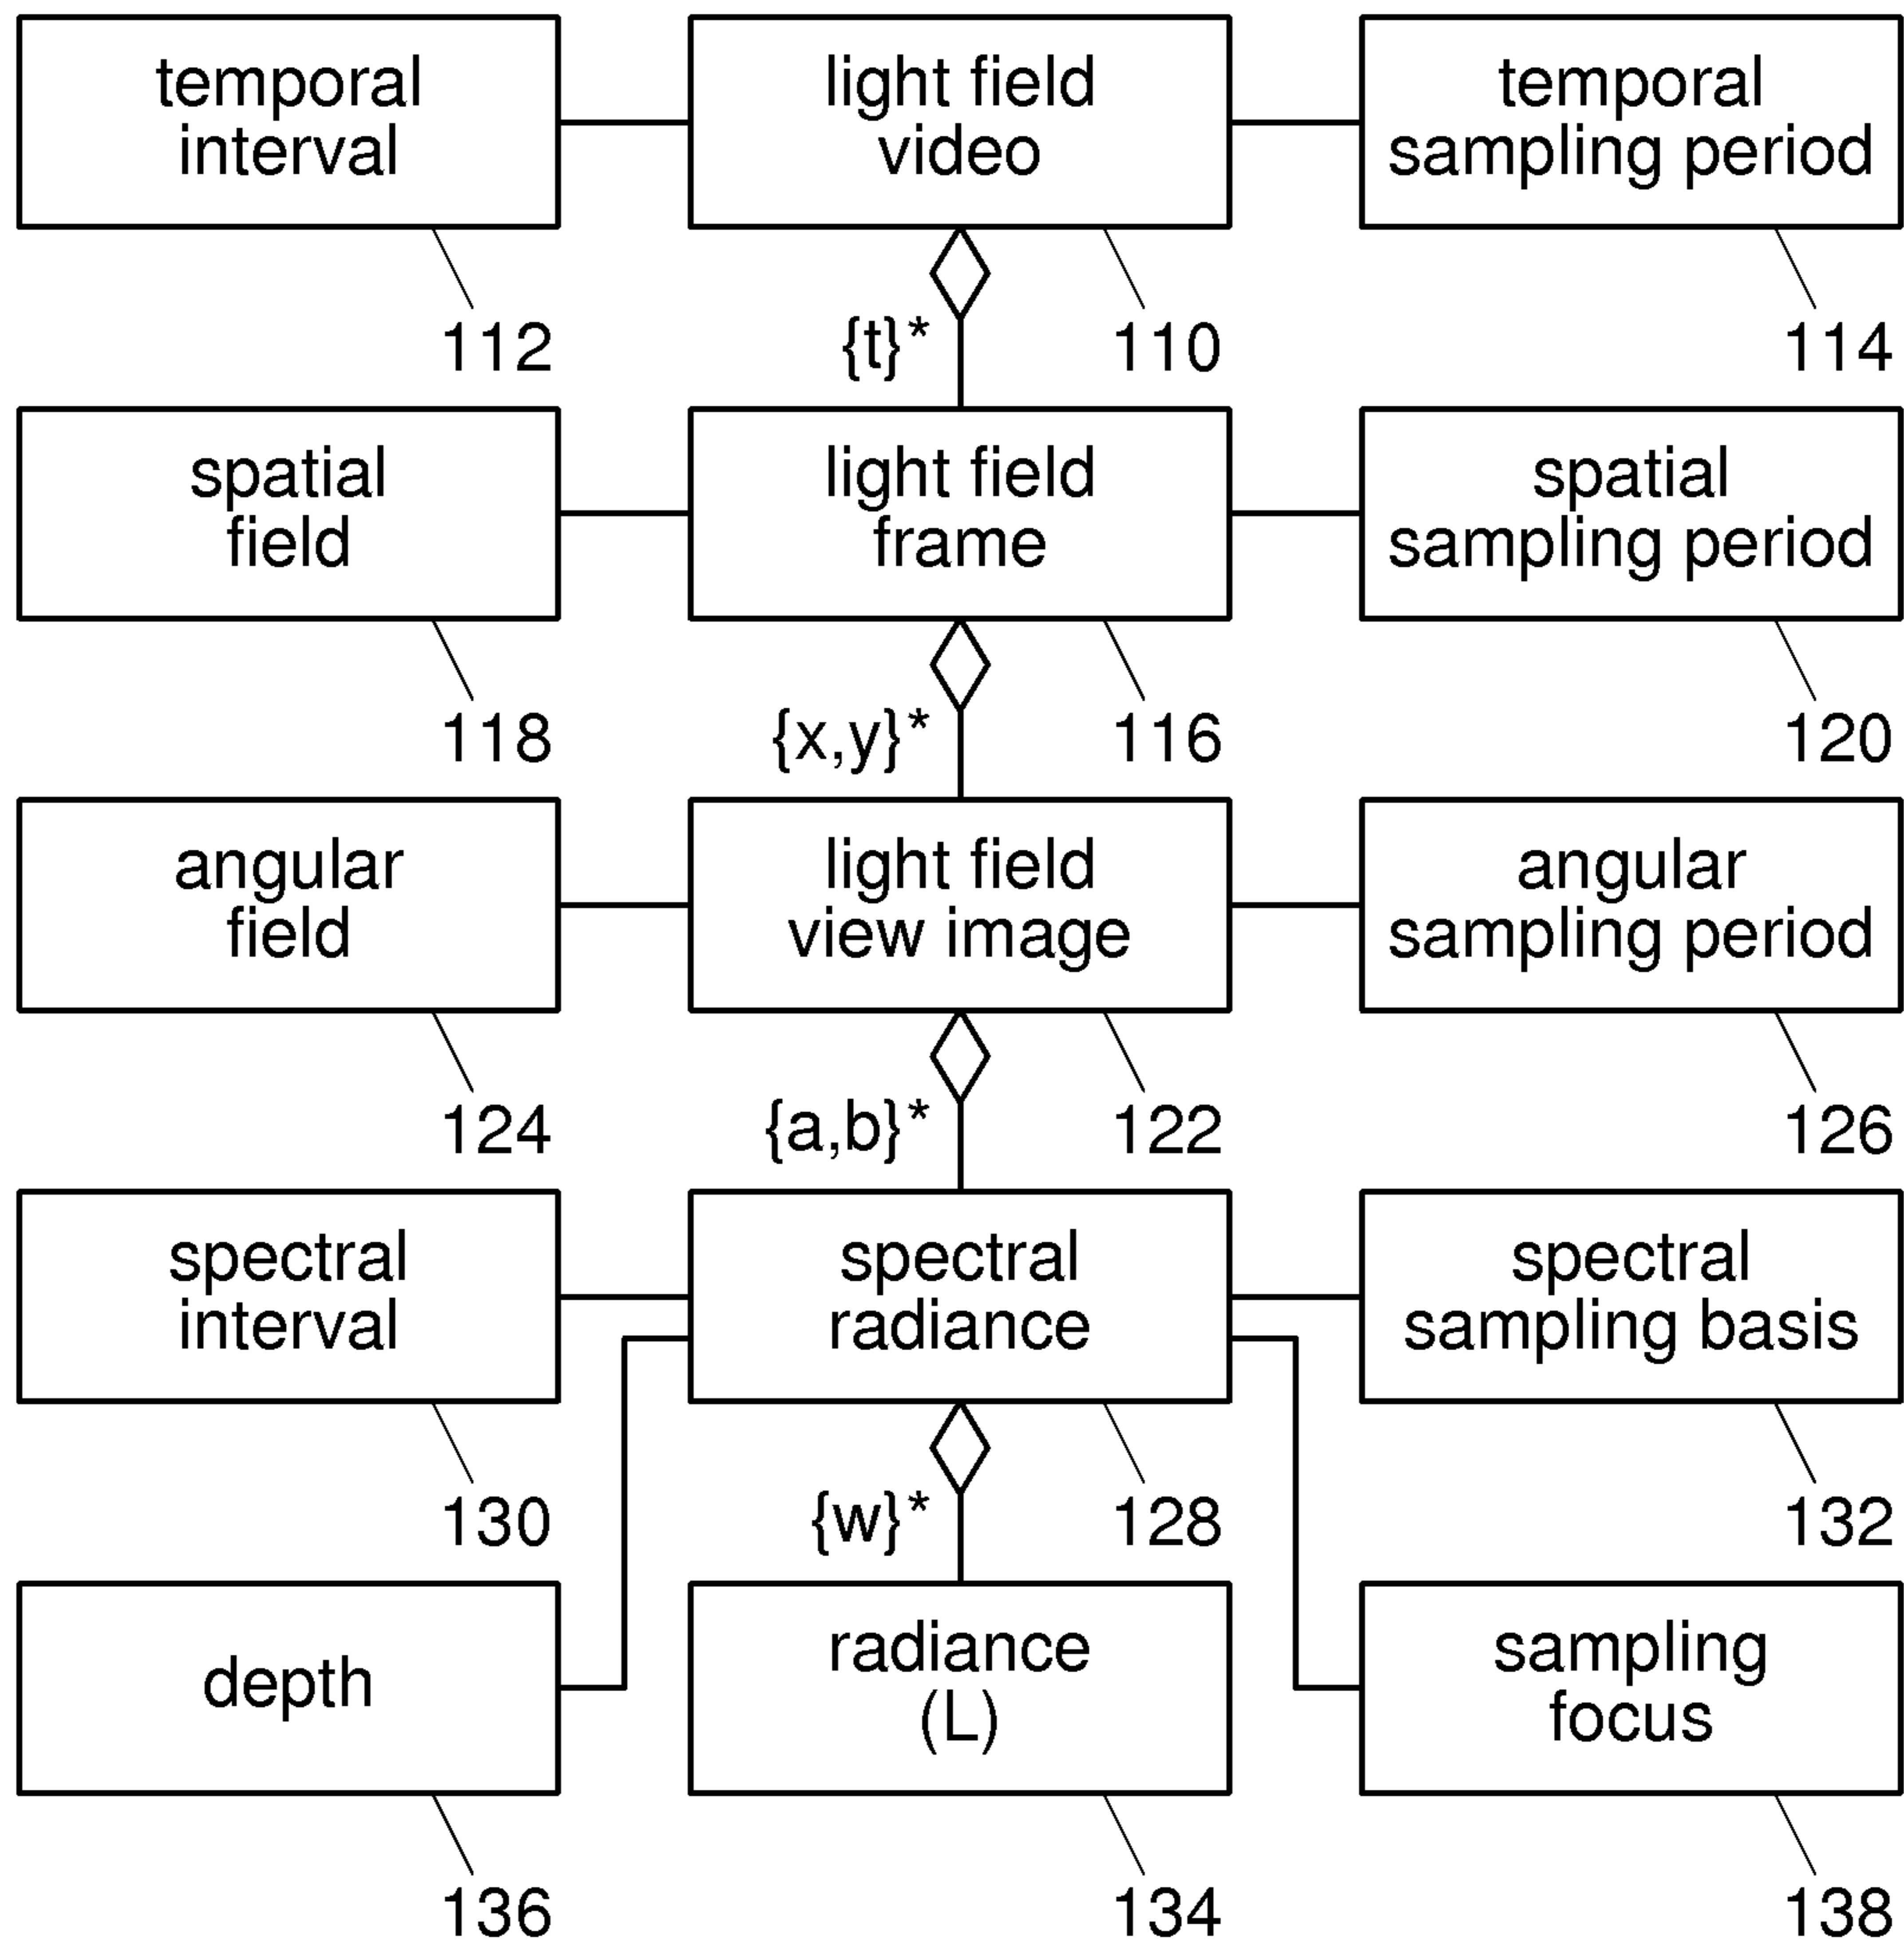 temporal
interval
light field
video
temporal
sampling period
112
{t}*
110
114
spatial
field
light field
frame
spatial
sampling period
118
{x,y}*
116
120
angular
field
light field
view image
angular
sampling period
124
{a,b}*
122
126
spectral
interval
spectral
radiance
spectral
sampling basis
130
{w}*
128
132
depth
radiance
(L)
sampling
focus
136
134
138